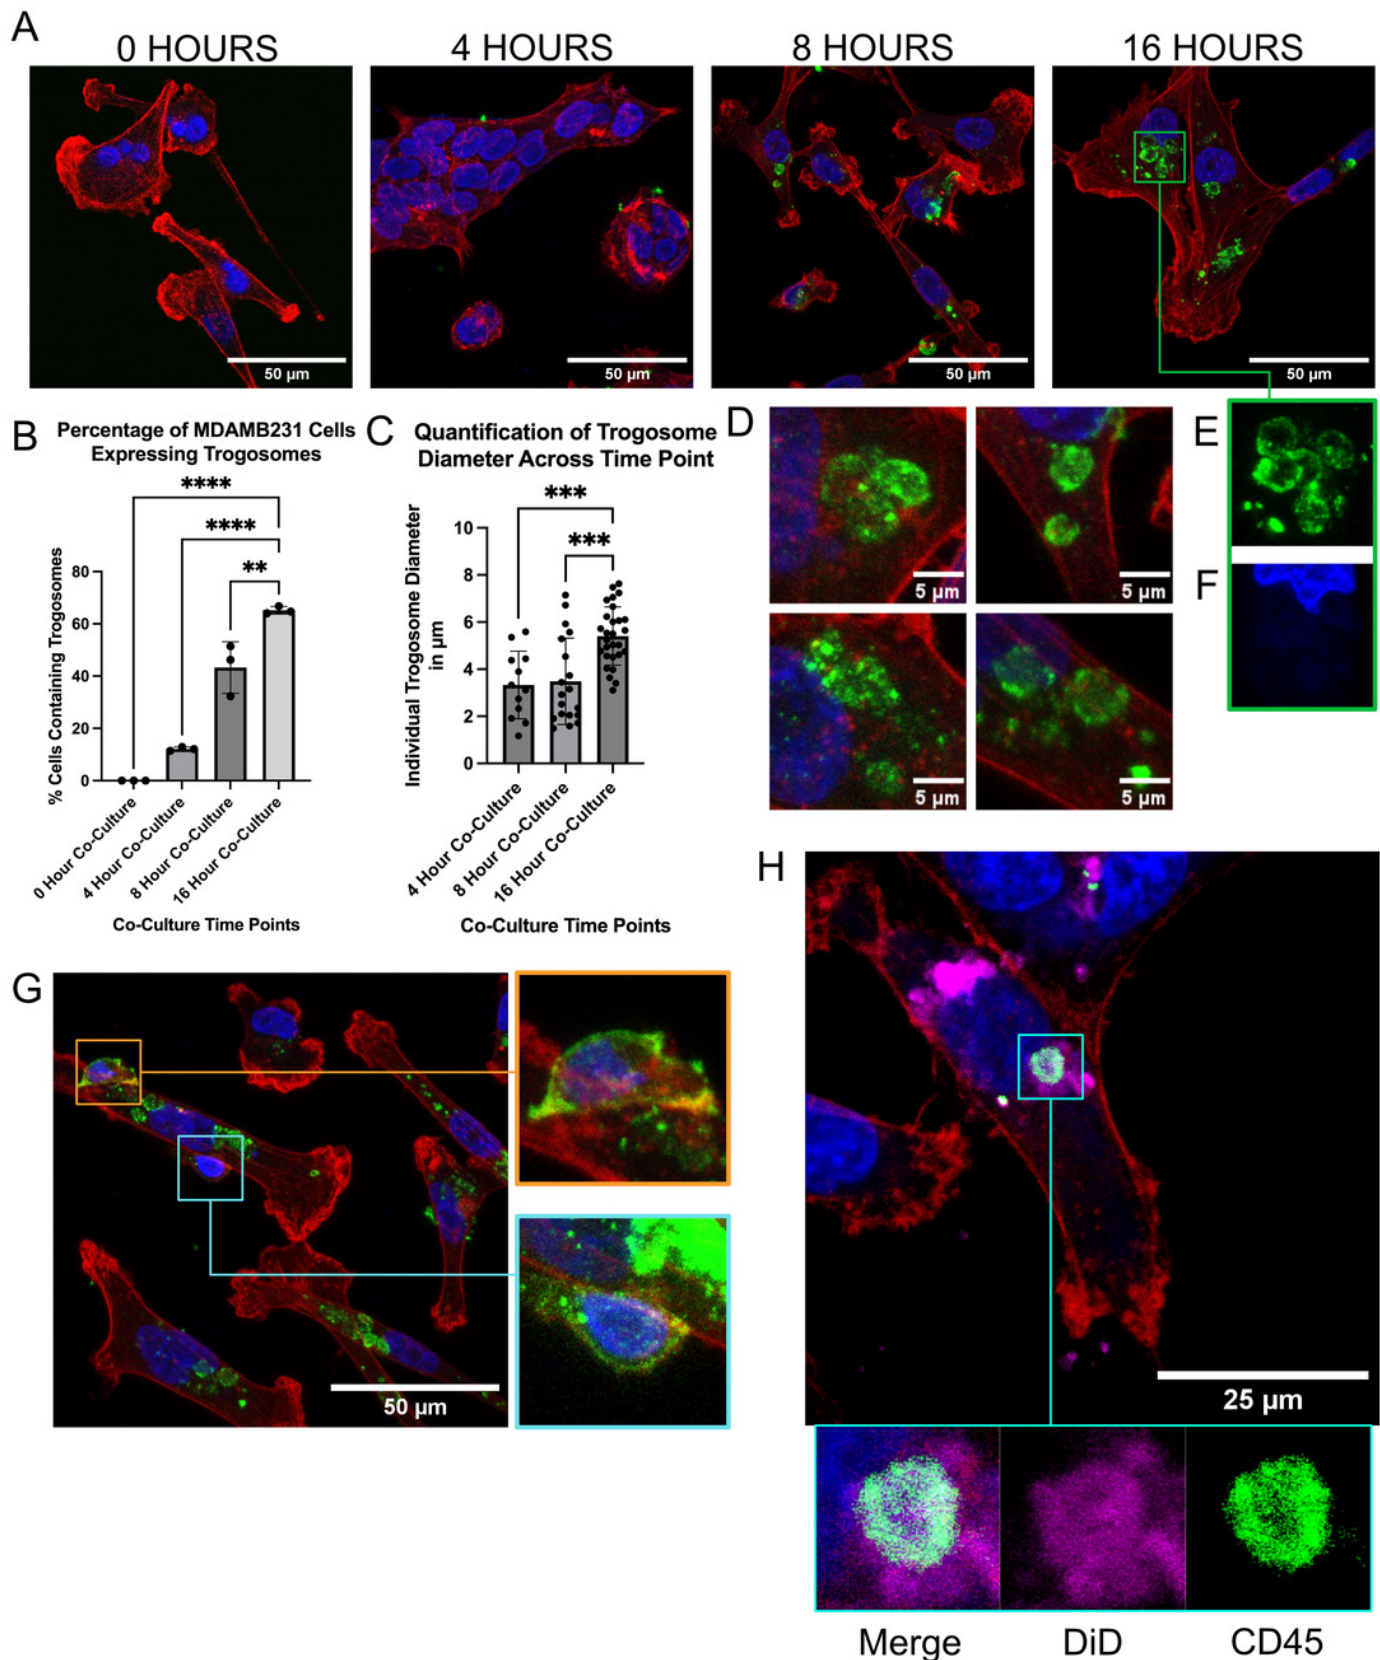 A
0 HOURS
4 HOURS
8 HOURS
16 HOURS
50 µm
50 µm
50 µm
50 µm
B
Percentage of MDAMB231 Cells
Expressing Trogosomes
****
****
**
% Cells Containing Trogosomes
80
60
40
20
0
0 Hour Co-Culture
4 Hour Co-Culture
8 Hour Co-Culture
16 Hour Co-Culture
Co-Culture Time Points
C
Quantification of Trogosome
Diameter Across Time Point
***
***
Individual Trogosome Diameter
in µm
10
8
6
4
2
0
4 Hour Co-Culture
8 Hour Co-Culture
16 Hour Co-Culture
Co-Culture Time Points
D
5 µm
5 µm
5 µm
5 µm
E
F
G
50 µm
H
25 µm
Merge
DiD
CD45